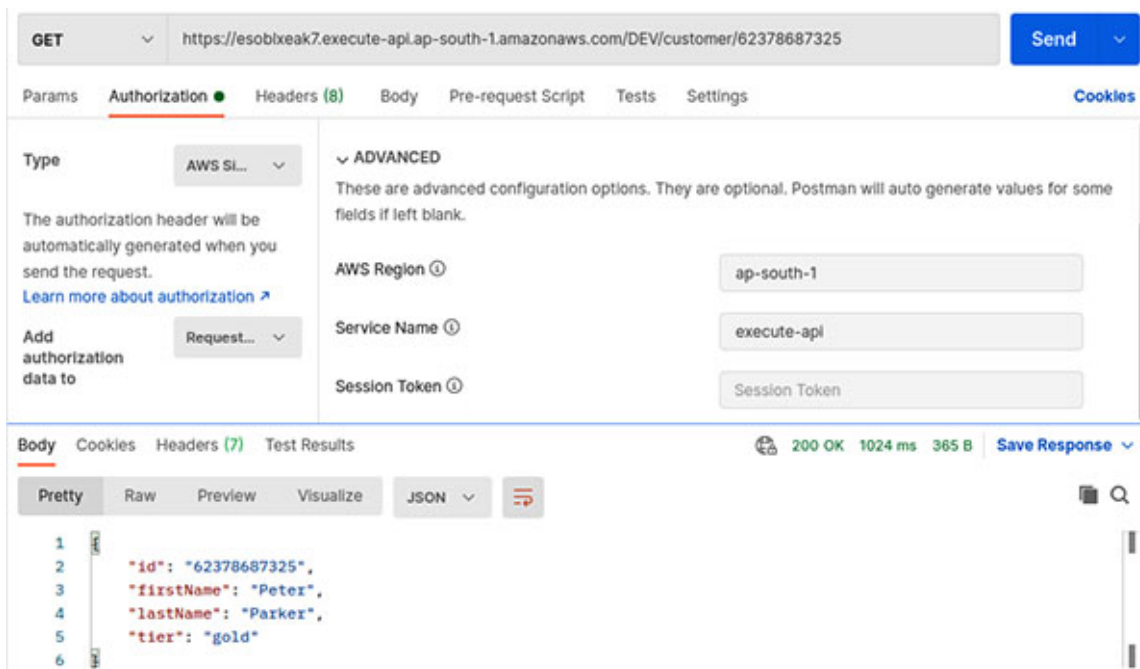 GET https://esoblxeak7.execute-api.ap-south-1.amazonaws.com/DEV/customer/62378687325 Send
Params Authorization Headers (8) Body Pre-request Script Tests Settings Cookies
Type AWS Si...
The authorization header will be
automatically generated when you
send the request.
Learn more about authorization ↗
Add
authorization
data to
Request...
ADVANCED
These are advanced configuration options. They are optional. Postman will auto generate values for some
fields if left blank.
AWS Region ap-south-1
Service Name execute-api
Session Token Session Token
Body Cookies Headers (7) Test Results 200 OK 1024 ms 365 B Save Response
Pretty Raw Preview Visualize JSON
1 {
2 "id": "62378687325",
3 "firstName": "Peter",
4 "lastName": "Parker",
5 "tier": "gold"
6 }